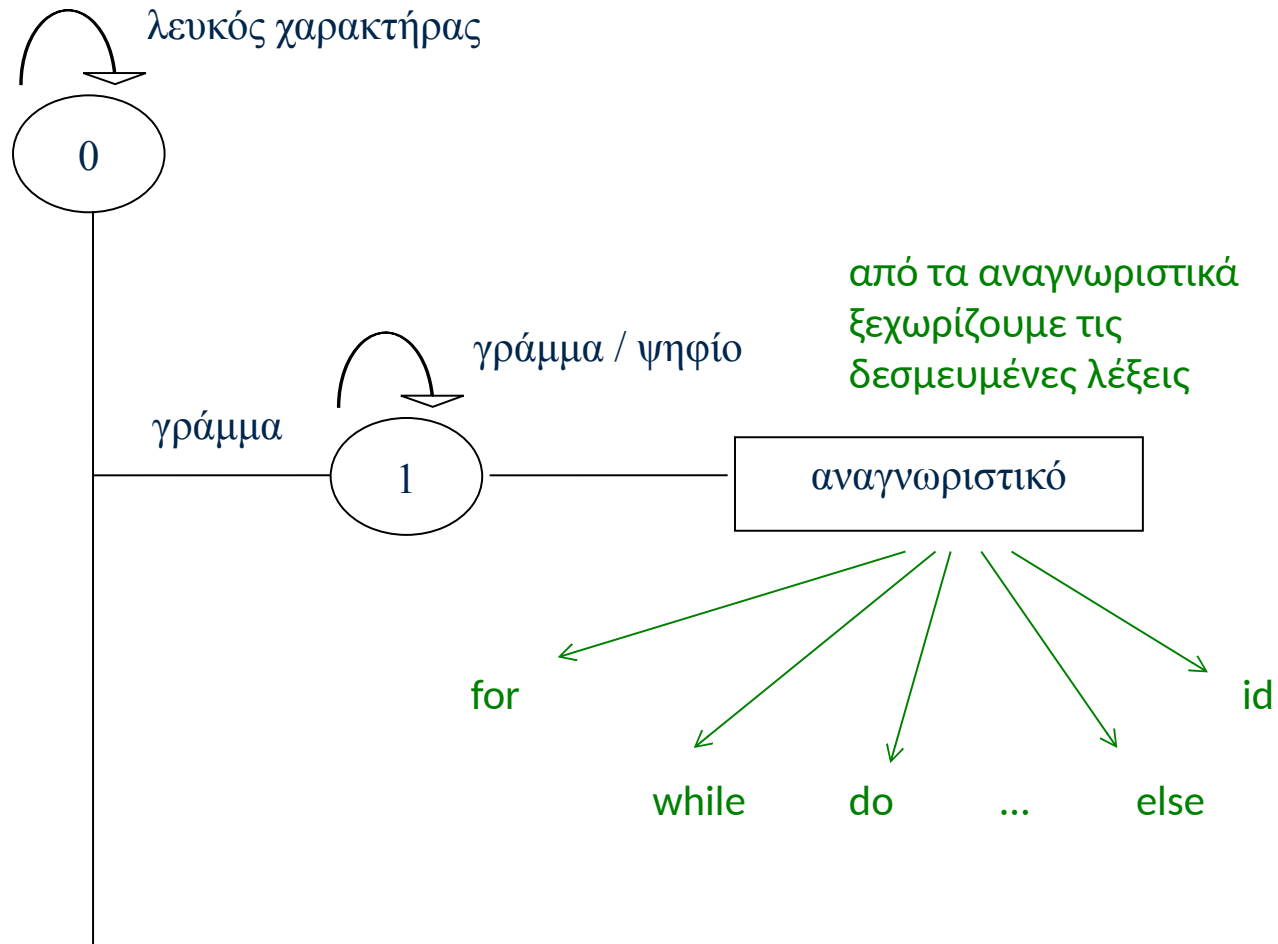 λευκός χαρακτήρας
0
από τα αναγνωριστικά
ξεχωρίζουμε τις
δεσμευμένες λέξεις
γράμμα / ψηφίο
γράμμα
1
αναγνωριστικό
for
id
while
do
...
else